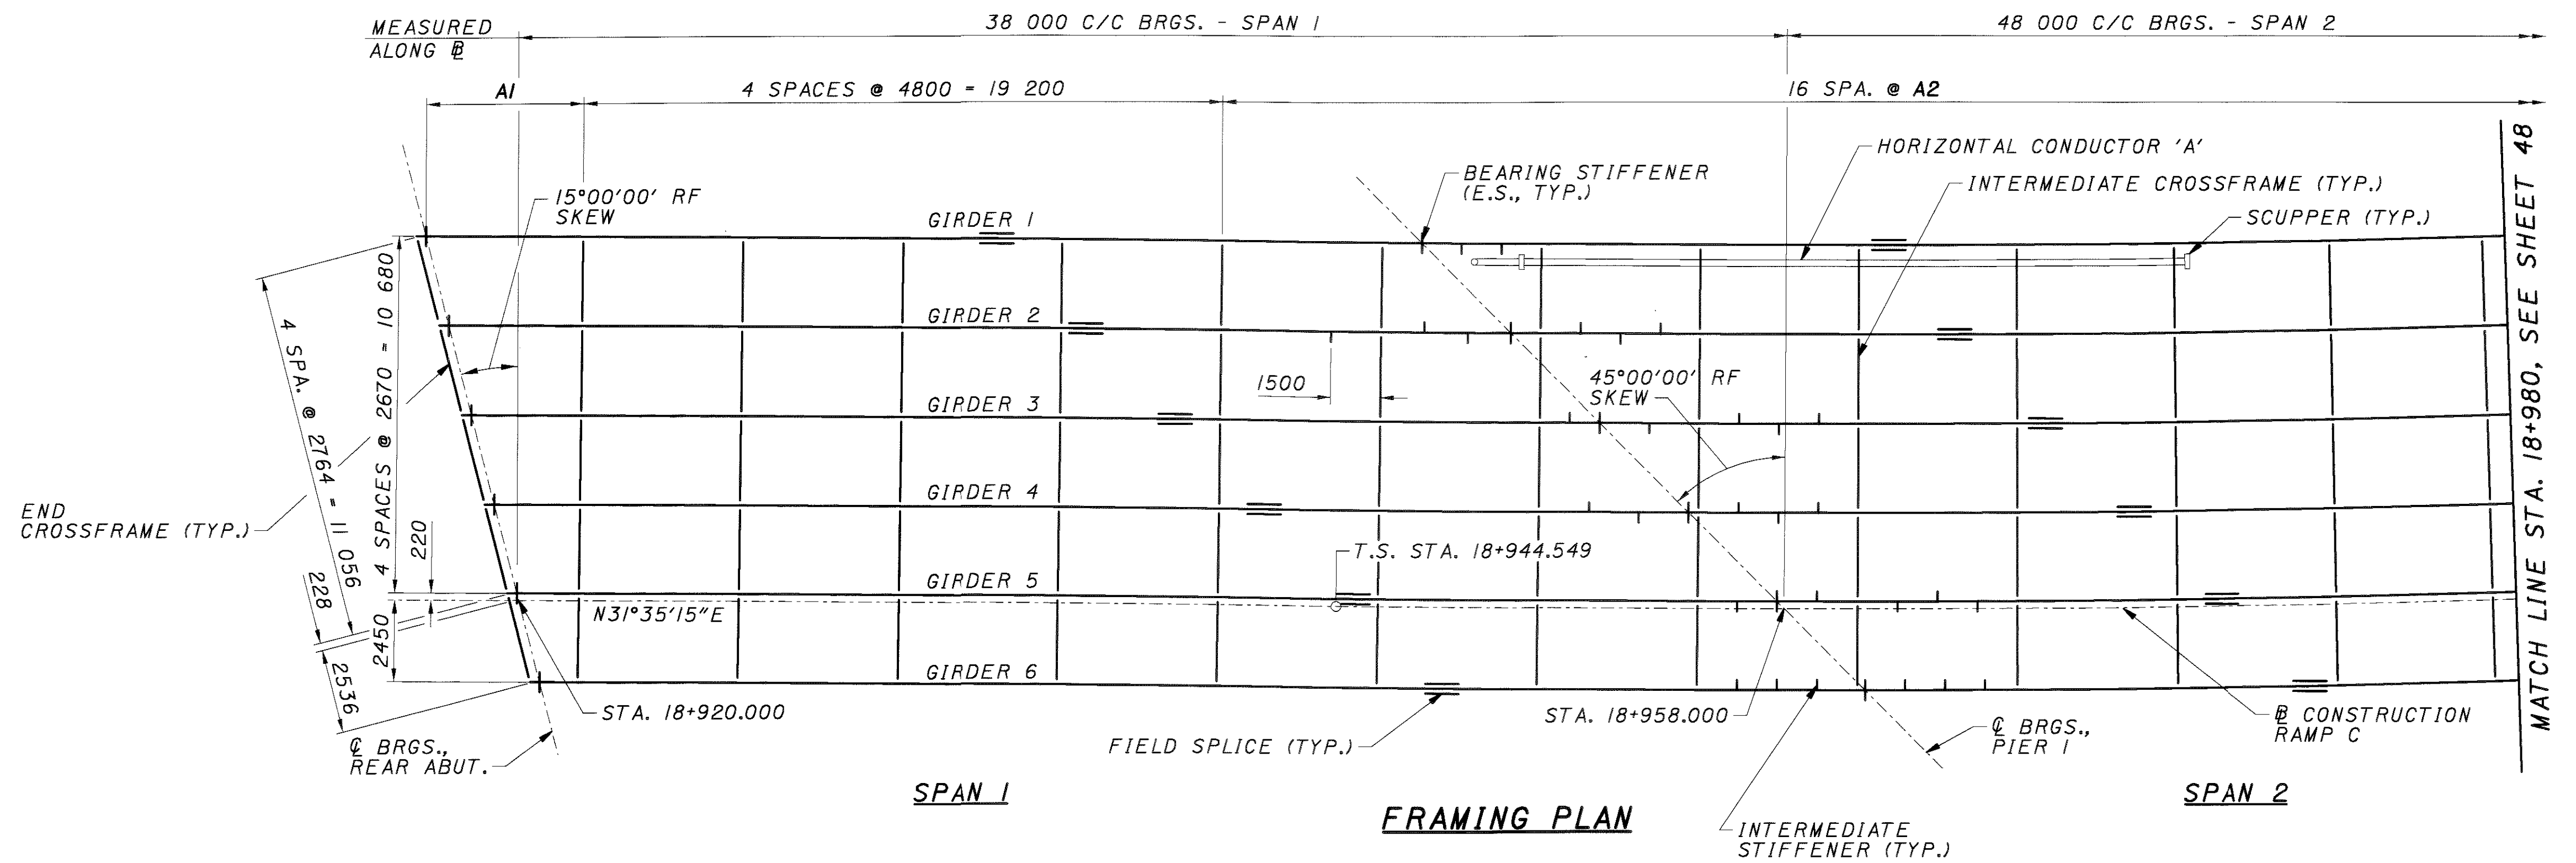 MEASURED
ALONG ⅊
38 000 C/C BRGS. - SPAN 1
48 000 C/C BRGS. - SPAN 2
A1
4 SPACES @ 4800 = 19 200
16 SPA. @ A2
HORIZONTAL CONDUCTOR 'A'
BEARING STIFFENER
(E.S., TYP.)
INTERMEDIATE CROSSFRAME (TYP.)
SCUPPER (TYP.)
15°00'00' RF
SKEW
GIRDER 1
GIRDER 2
GIRDER 3
GIRDER 4
GIRDER 5
GIRDER 6
1500
45°00'00' RF
SKEW
4 SPACES @ 2670 = 10 680
4 SPA. @ 2764 = 11 056
220
228
2450
2536
END
CROSSFRAME (TYP.)
T.S. STA. 18+944.549
N31°35'15"E
STA. 18+920.000
STA. 18+958.000
℄ BRGS.,
REAR ABUT.
FIELD SPLICE (TYP.)
℄ BRGS.,
PIER 1
CONSTRUCTION
RAMP C
MATCH LINE STA. 18+980, SEE SHEET 48
SPAN 1
FRAMING PLAN
SPAN 2
INTERMEDIATE
STIFFENER (TYP.)